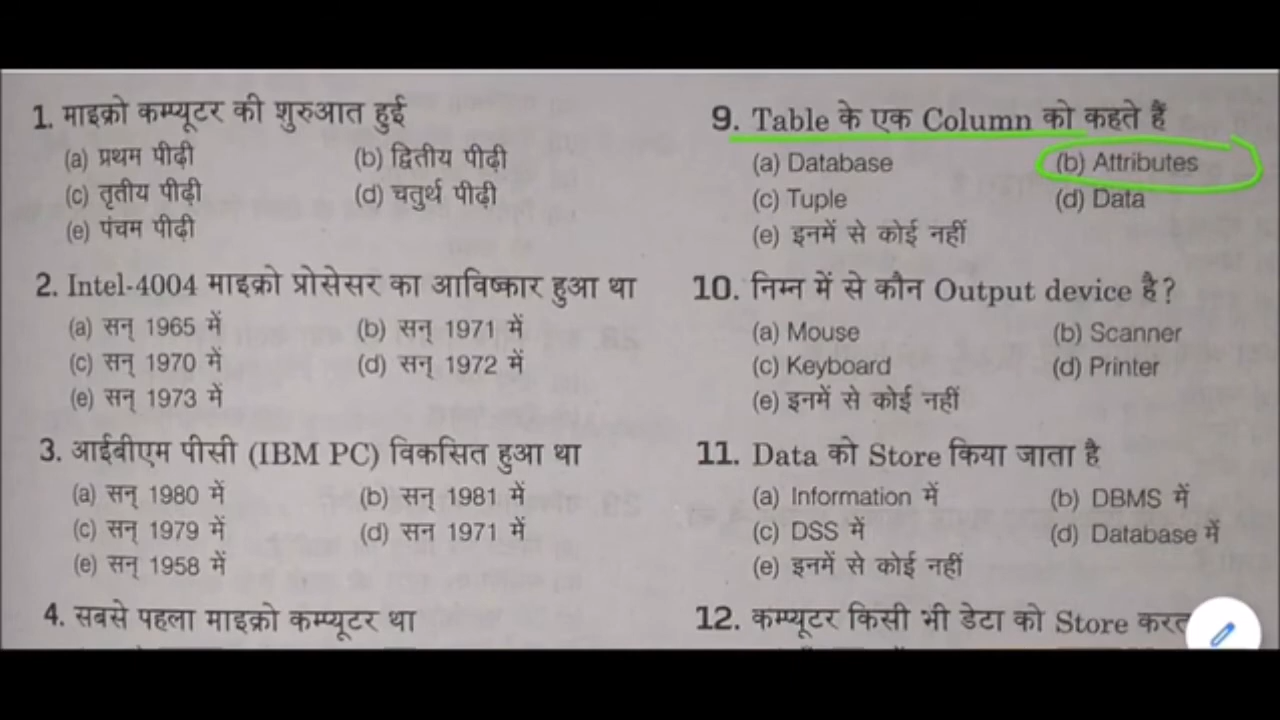 1. माइक्रो कम्प्यूटर की शुरुआत हुई
(a) प्रथम पीढ़ी (b) द्वितीय पीढ़ी
(c) तृतीय पीढ़ी (d) चतुर्थ पीढ़ी
(e) पंचम पीढ़ी
2. Intel-4004 माइक्रो प्रोसेसर का आविष्कार हुआ था
(a) सन् 1965 में (b) सन् 1971 में
(c) सन् 1970 में (d) सन् 1972 में
(e) सन् 1973 में
3. आईबीएम पीसी (IBM PC) विकसित हुआ था
(a) सन् 1980 में (b) सन् 1981 में
(c) सन् 1979 में (d) सन 1971 में
(e) सन् 1958 में
4. सबसे पहला माइक्रो कम्प्यूटर था
9. Table के एक Column को कहते हैं
(a) Database (b) Attributes
(c) Tuple (d) Data
(e) इनमें से कोई नहीं
10. निम्न में से कौन Output device है?
(a) Mouse (b) Scanner
(c) Keyboard (d) Printer
(e) इनमें से कोई नहीं
11. Data को Store किया जाता है
(a) Information में (b) DBMS में
(c) DSS में (d) Database में
(e) इनमें से कोई नहीं
12. कम्प्यूटर किसी भी डेटा को Store करत